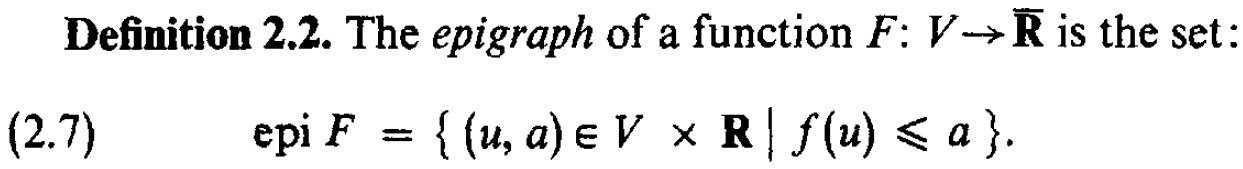 Definition 2.2. The epigraph of a function F: V→R̅ is the set:
(2.7) epi F = { (u, a) ∈ V × R | f(u) ⩽ a }.